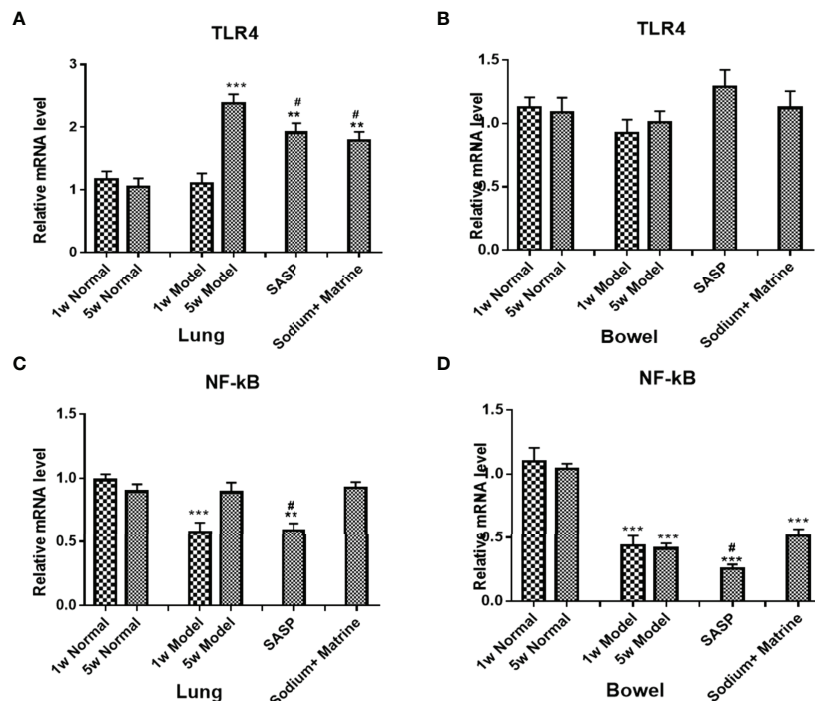 A
TLR4
Relative mRNA level
3
2
1
0
***
#
**
#
**
1w Normal
5w Normal
1w Model
5w Model
SASP
Sodium+ Matrine
Lung
B
TLR4
Relative mRNA level
1.5
1.0
0.5
0.0
1w Normal
5w Normal
1w Model
5w Model
SASP
Sodium+ Matrine
Bowel
C
NF-kB
Relative mRNA level
1.5
1.0
0.5
0.0
***
#
**
1w Normal
5w Normal
1w Model
5w Model
SASP
Sodium+ Matrine
Lung
D
NF-kB
Relative mRNA level
1.5
1.0
0.5
0.0
***
***
#
***
***
1w Normal
5w Normal
1w Model
5w Model
SASP
Sodium+ Matrine
Bowel